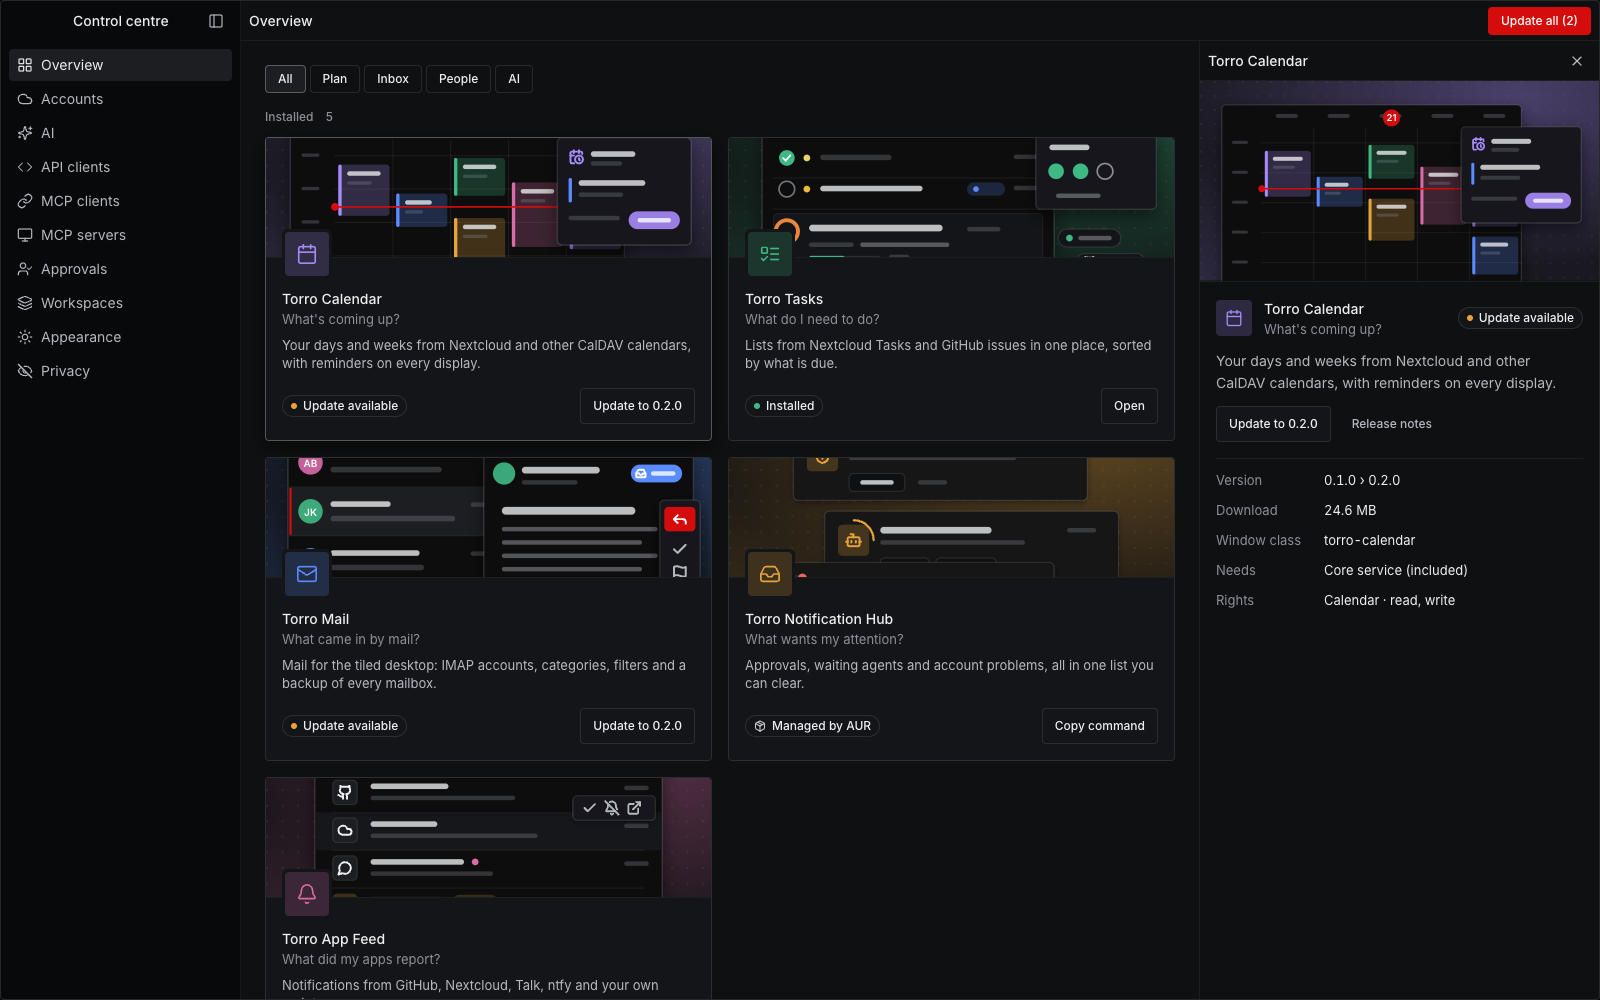 Control centre
Overview
Accounts
AI
API clients
MCP clients
MCP servers
Approvals
Workspaces
Appearance
Privacy
Overview
Update all (2)
All
Plan
Inbox
People
AI
Installed 5
Torro Calendar
What's coming up?
Your days and weeks from Nextcloud and other CalDAV calendars,
with reminders on every display.
Update available
Update to 0.2.0
Torro Tasks
What do I need to do?
Lists from Nextcloud Tasks and GitHub issues in one place, sorted
by what is due.
Installed
Open
AB
JK
Torro Mail
What came in by mail?
Mail for the tiled desktop: IMAP accounts, categories, filters and a
backup of every mailbox.
Update available
Update to 0.2.0
Torro Notification Hub
What wants my attention?
Approvals, waiting agents and account problems, all in one list you
can clear.
Managed by AUR
Copy command
Torro App Feed
What did my apps report?
Notifications from GitHub, Nextcloud, Talk, ntfy and your own
Torro Calendar
21
Torro Calendar
What's coming up?
Update available
Your days and weeks from Nextcloud and other
CalDAV calendars, with reminders on every display.
Update to 0.2.0
Release notes
Version 0.1.0 › 0.2.0
Download 24.6 MB
Window class torro-calendar
Needs Core service (included)
Rights Calendar · read, write